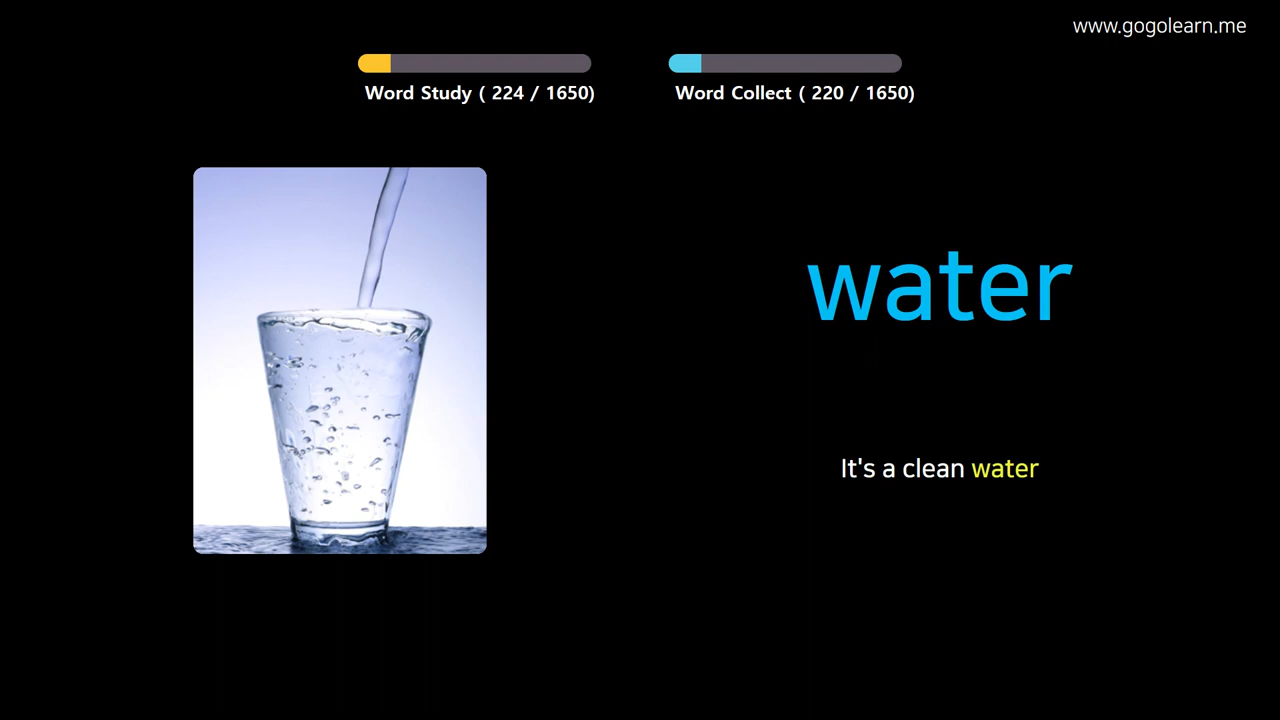 www.gogolearn.me
Word Study ( 224 / 1650)
Word Collect ( 220 / 1650)
water
It's a clean water